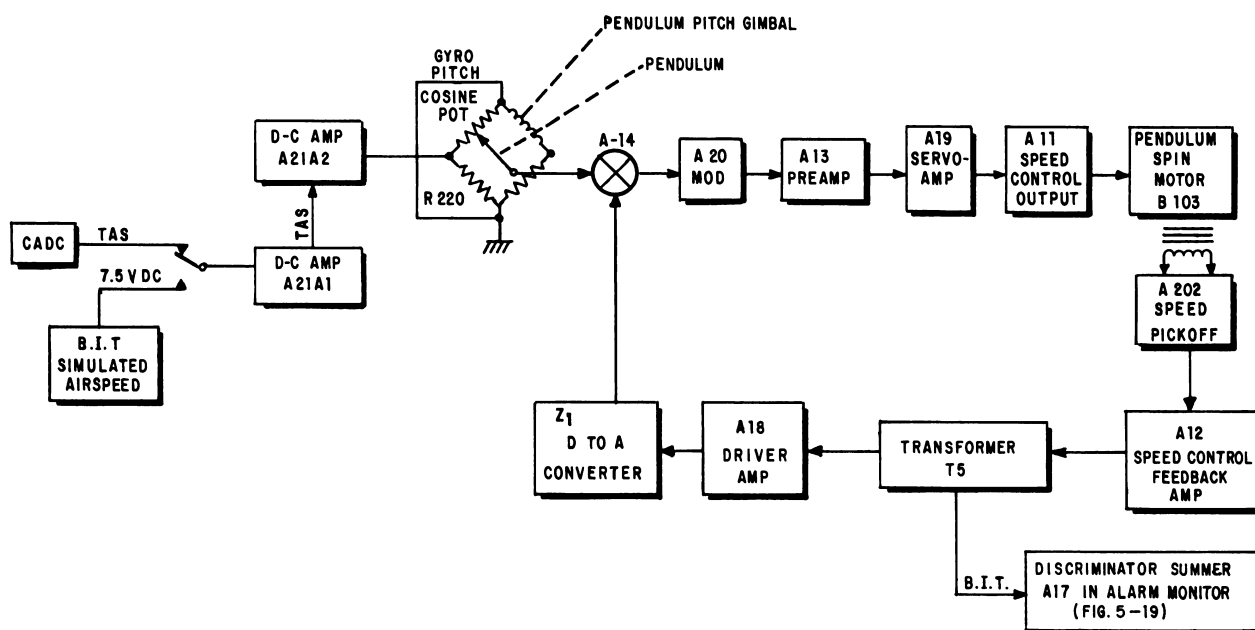 PENDULUM PITCH GIMBAL
GYRO
PITCH
PENDULUM
COSINE
POT
R 220
D-C AMP
A21A2
TAS
CADC
TAS
7.5 V DC
D-C AMP
A21A1
B.I.T
SIMULATED
AIRSPEED
A-14
A 20
MOD
A13
PREAMP
A19
SERVO-
AMP
A 11
SPEED
CONTROL
OUTPUT
PENDULUM
SPIN
MOTOR
B 103
A 202
SPEED
PICKOFF
A12
SPEED CONTROL
FEEDBACK
AMP
TRANSFORMER
T5
A18
DRIVER
AMP
Z1
D TO A
CONVERTER
B.I.T.
DISCRIMINATOR SUMMER
A17 IN ALARM MONITOR
(FIG. 5-19)